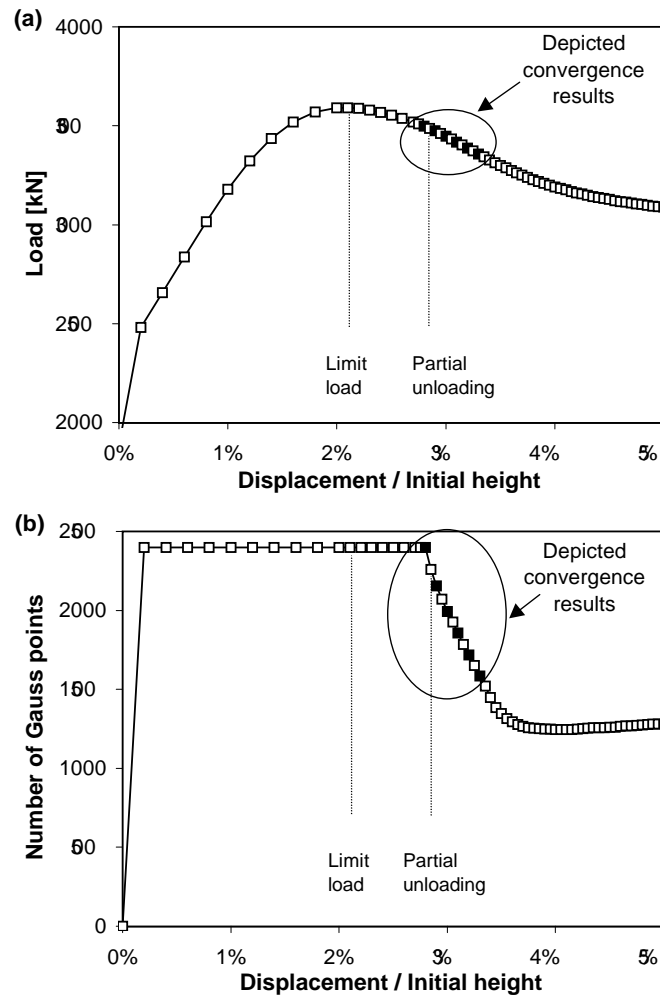 (a)
4000
Depicted
convergence
results
Load [kN]
Limit
load
Partial
unloading
2000
0% 1% 2% 4%
Displacement / Initial height
(b)
Depicted
convergence
results
2000
Number of Gauss points
1000
Limit
load
Partial
unloading
0
0% 1% 2% 4%
Displacement / Initial height